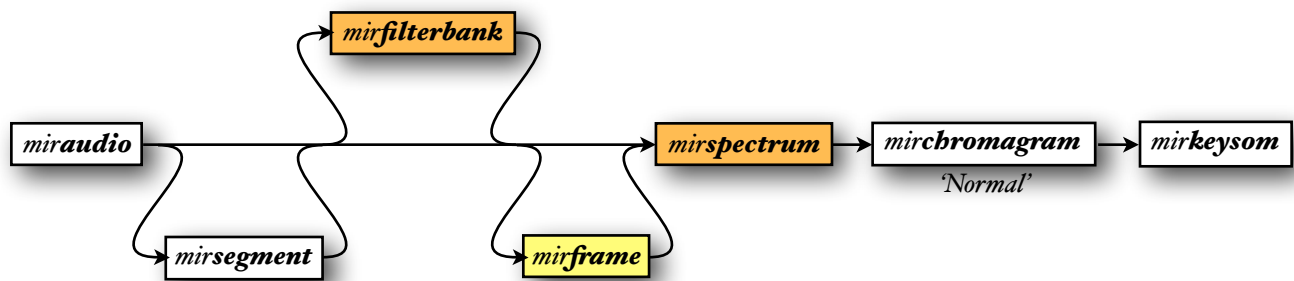 mirfilterbank
miraudio
mirspectrum
mirchromagram
mirkeysom
‘Normal’
mirsegment
mirframe